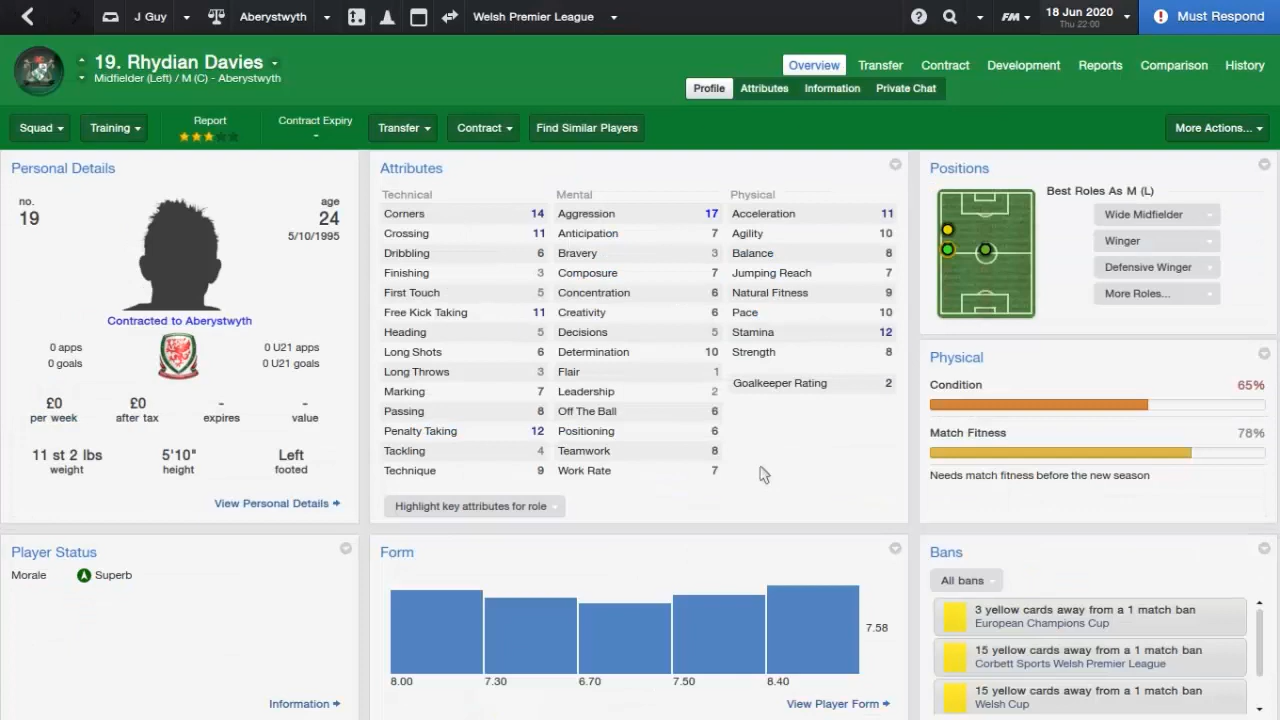 J Guy
Aberystwyth
Welsh Premier League
FM
18 Jun 2020
Thu 22:00
Must Respond
19. Rhydian Davies
Midfielder (Left) / M (C) - Aberystwyth
Overview
Transfer
Contract
Development
Reports
Comparison
History
Profile
Attributes
Information
Private Chat
Squad
Training
Report
Contract Expiry
-
Transfer
Contract
Find Similar Players
More Actions...
Personal Details
no.
19
age
24
5/10/1995
Contracted to Aberystwyth
0 apps
0 goals
0 U21 apps
0 U21 goals
£0
per week
£0
after tax
-
expires
-
value
11 st 2 lbs
weight
5'10"
height
Left
footed
View Personal Details
Attributes
Technical
Corners 14
Crossing 11
Dribbling 6
Finishing 3
First Touch 5
Free Kick Taking 11
Heading 5
Long Shots 6
Long Throws 3
Marking 7
Passing 8
Penalty Taking 12
Tackling 4
Technique 9
Mental
Aggression 17
Anticipation 7
Bravery 3
Composure 7
Concentration 6
Creativity 6
Decisions 5
Determination 10
Flair 1
Leadership 2
Off The Ball 6
Positioning 6
Teamwork 8
Work Rate 7
Physical
Acceleration 11
Agility 10
Balance 8
Jumping Reach 7
Natural Fitness 9
Pace 10
Stamina 12
Strength 8
Goalkeeper Rating 2
Highlight key attributes for role
Positions
Best Roles As M (L)
Wide Midfielder
Winger
Defensive Winger
More Roles...
Physical
Condition 65%
Match Fitness 78%
Needs match fitness before the new season
Player Status
Morale Superb
Information
Form
7.58
8.00 7.30 6.70 7.50 8.40
View Player Form
Bans
All bans
3 yellow cards away from a 1 match ban
European Champions Cup
15 yellow cards away from a 1 match ban
Corbett Sports Welsh Premier League
15 yellow cards away from a 1 match ban
Welsh Cup